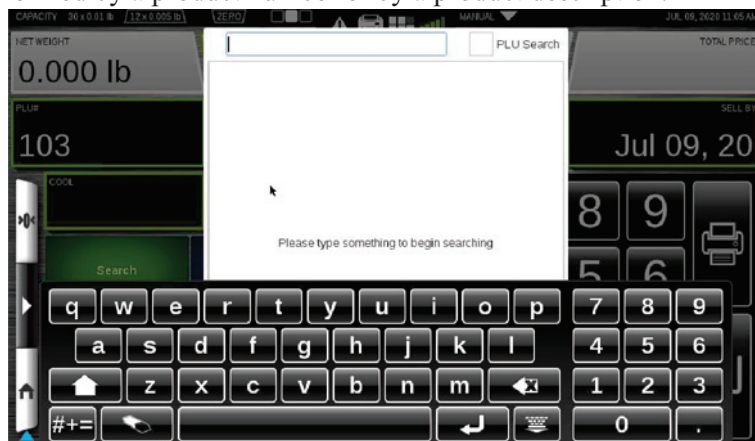 CAPACITY 30 x 0.01 lb /12 x 0.005 lb\ \ZERO/ MANUAL JUL 09, 2020 11:05 AM
NET WEIGHT PLU Search TOTAL PRICE
0.000 lb
PLU# SELL BY
103 Jul 09, 20
COOL
8 9
Please type something to begin searching
Search
5 6
q w e r t y u i o p 7 8 9
a s d f g h j k l 4 5 6
z x c v b n m 1 2 3
#+= 0 .